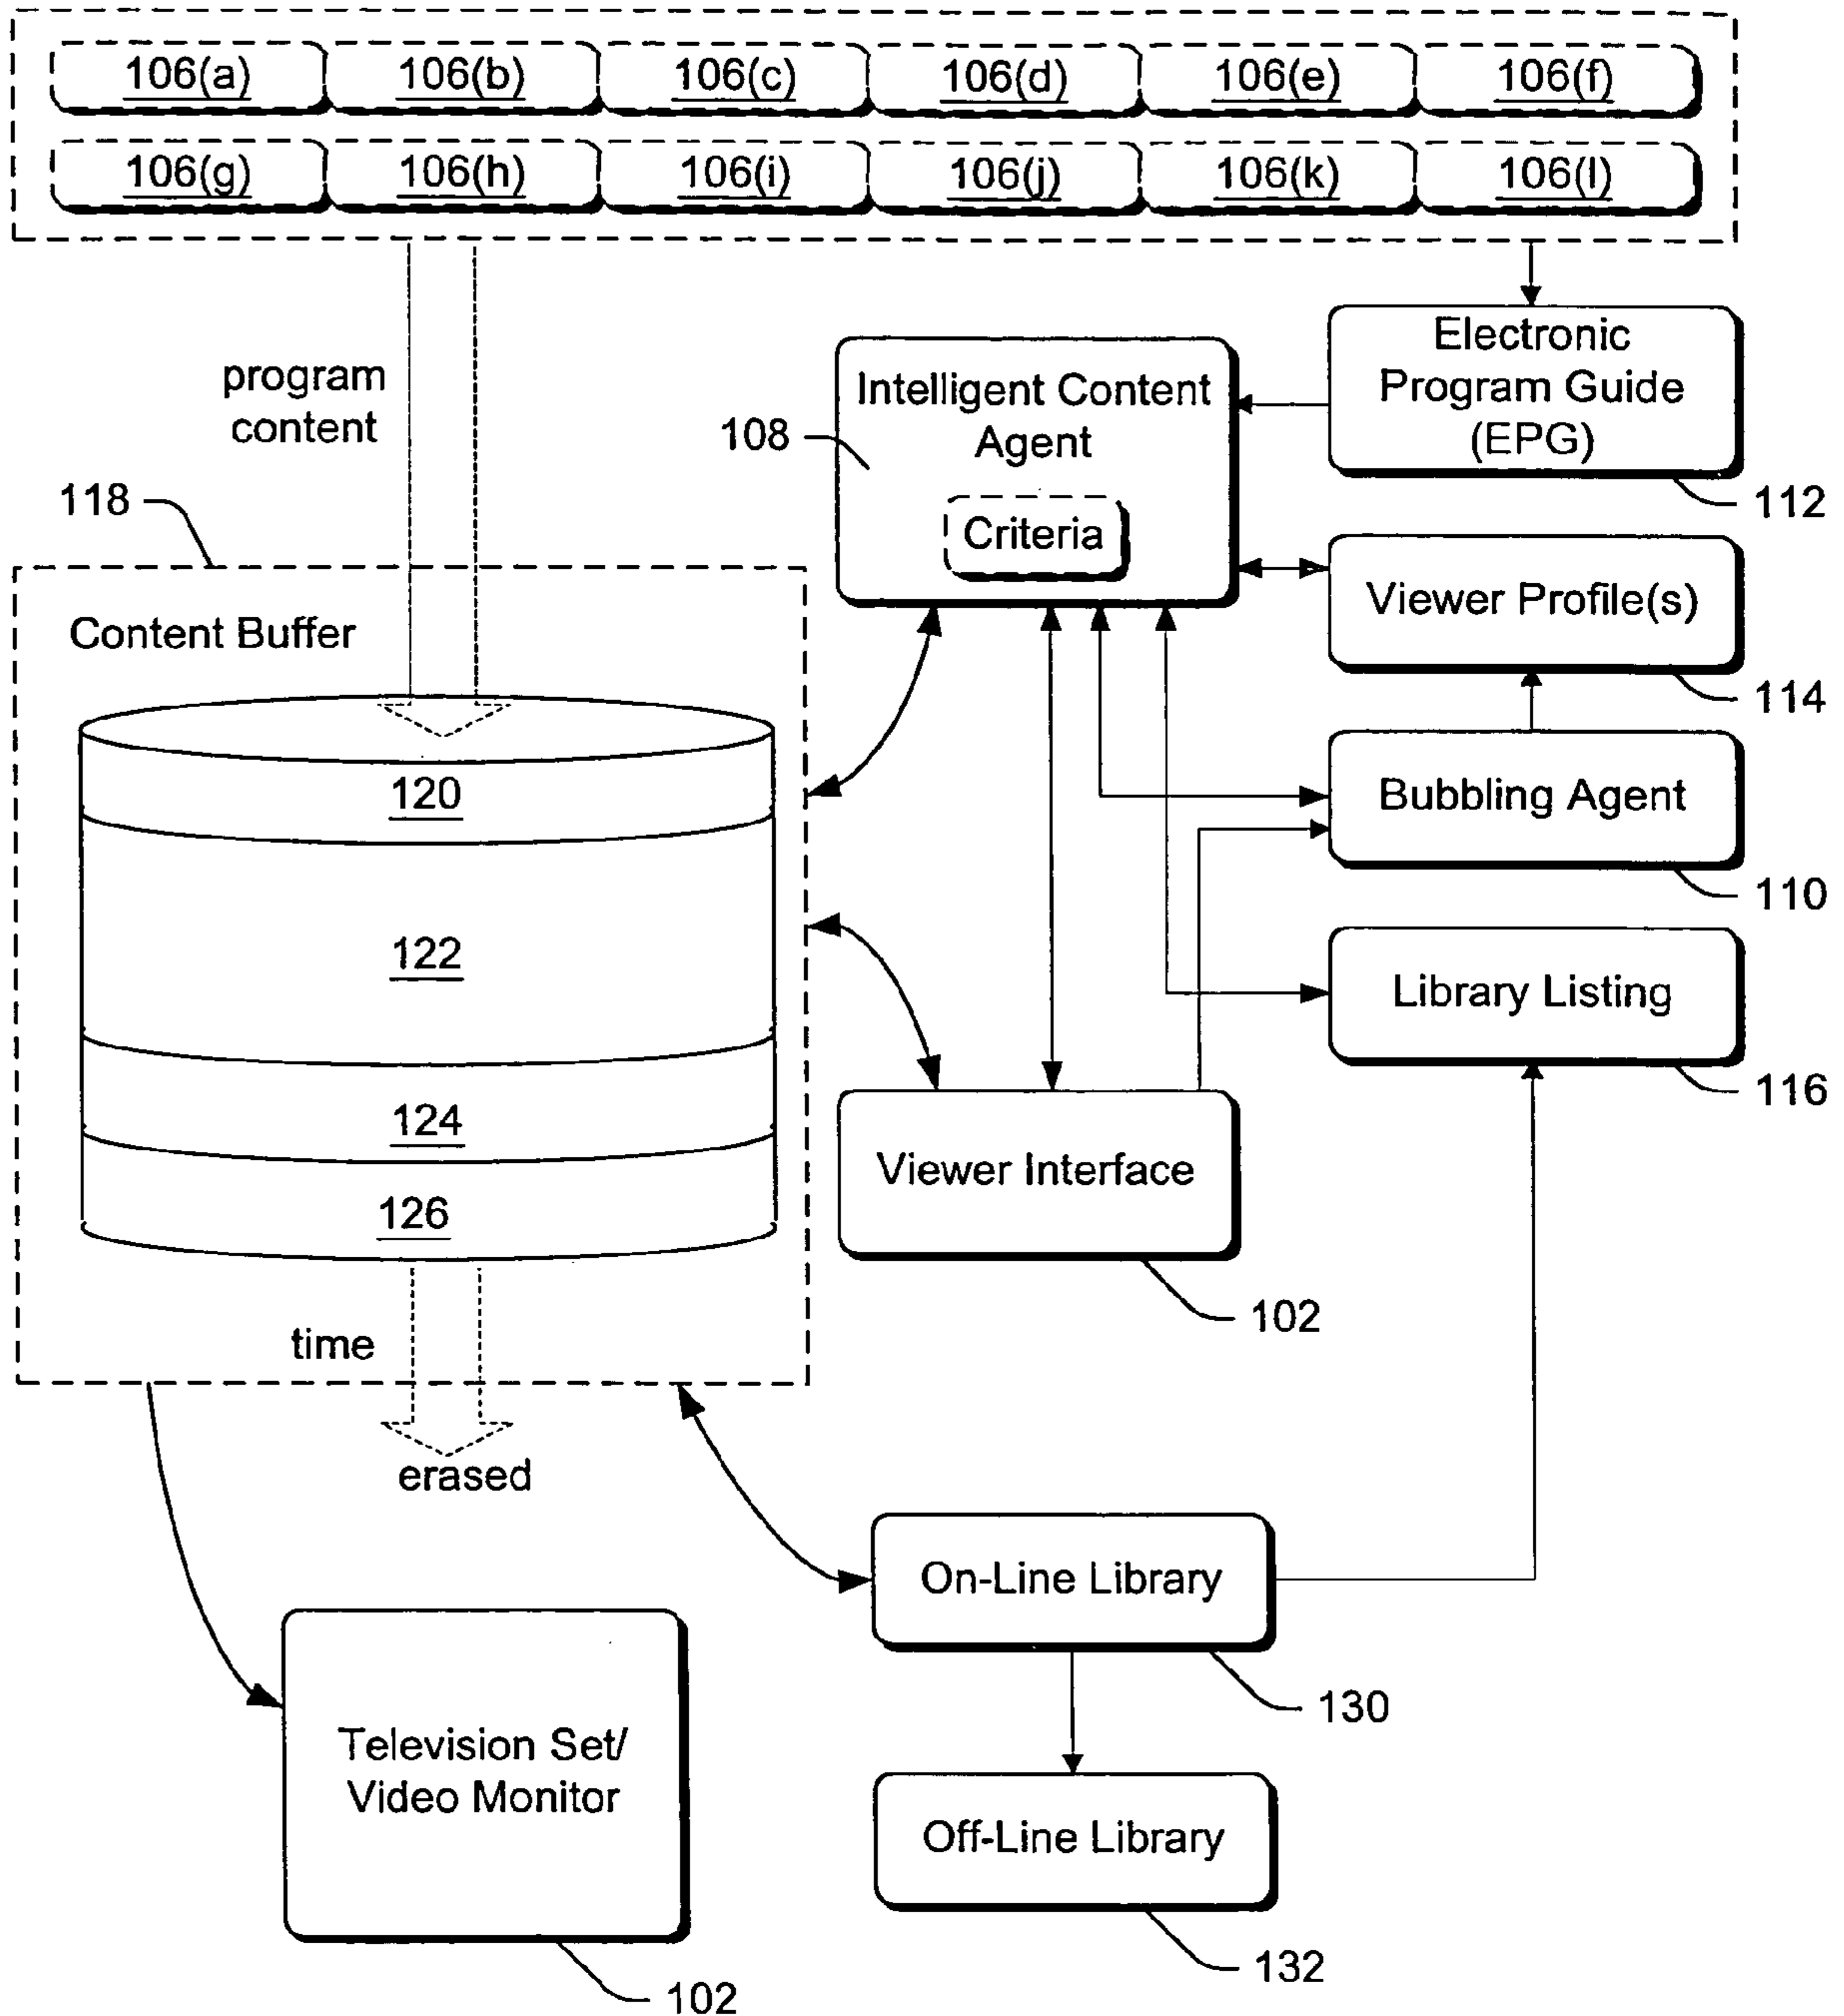 106(a) 106(b) 106(c) 106(d) 106(e) 106(f)
106(g) 106(h) 106(i) 106(j) 106(k) 106(l)
program
content
Electronic
Program Guide
(EPG)
112
Intelligent Content
Agent
108
Criteria
118
Content Buffer
Viewer Profile(s)
114
120
Bubbling Agent
110
122
Library Listing
116
124
Viewer Interface
102
126
time
erased
On-Line Library
130
Television Set/
Video Monitor
102
Off-Line Library
132